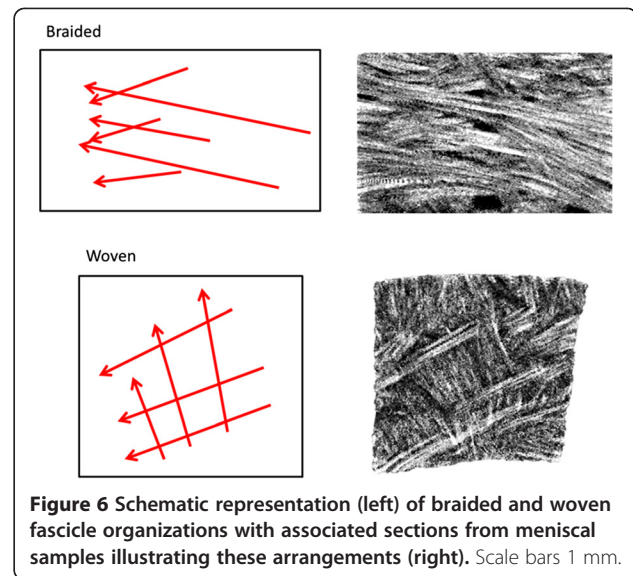 Braided
Woven
Figure 6 Schematic representation (left) of braided and woven
fascicle organizations with associated sections from meniscal
samples illustrating these arrangements (right). Scale bars 1 mm.